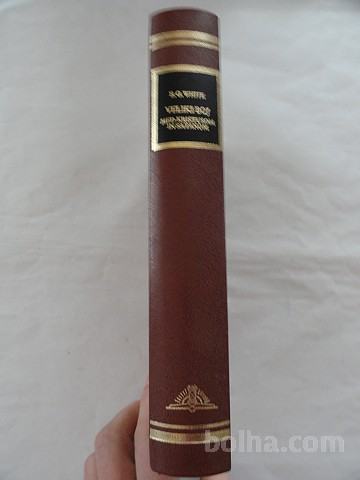 E. G. WHITE
VELIKI BOJ
MED KRISTUSOM
IN SATANOM
bolha.com